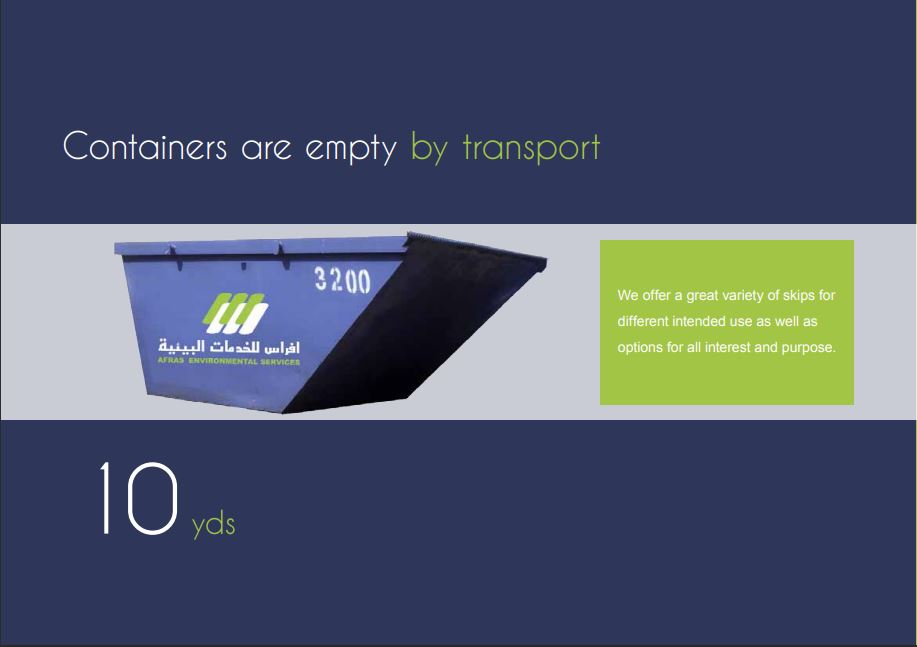 Containers are empty by transport
3200
افراس للخدمات البيئية
AFRAS ENVIRONMENTAL SERVICES
We offer a great variety of skips for
different intended use as well as
options for all interest and purpose.
10 yds